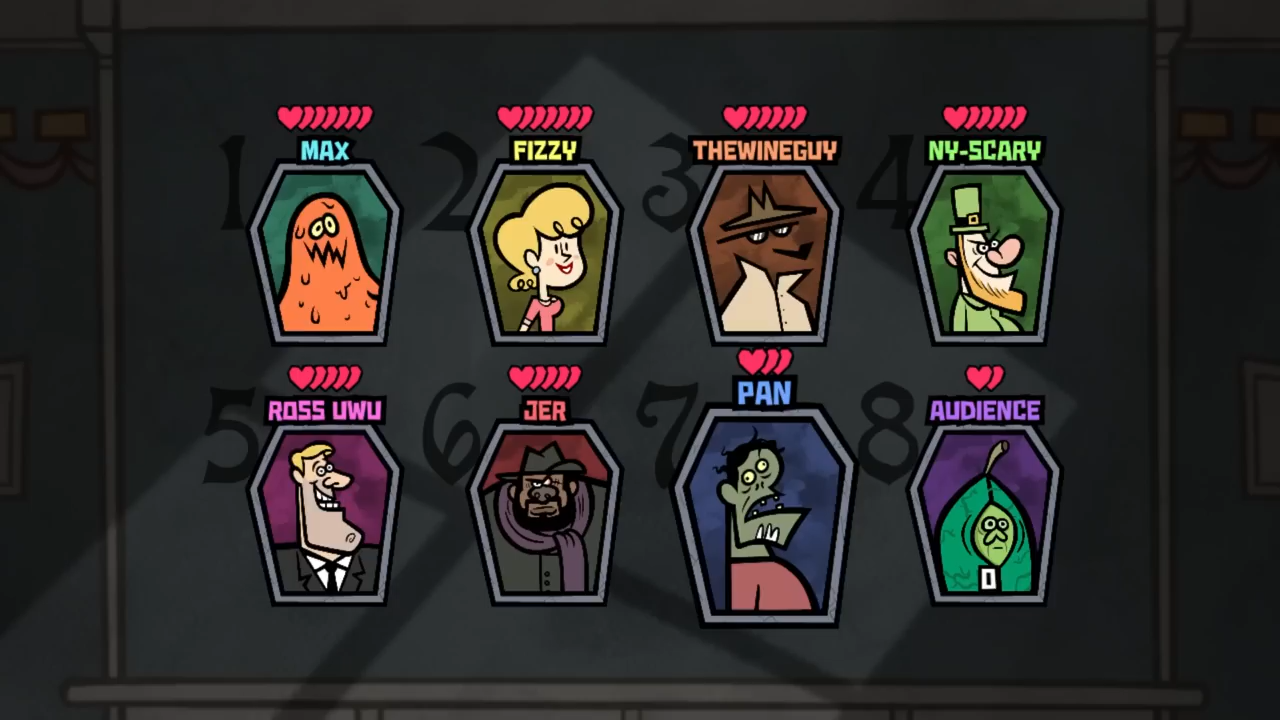 1 MAX
2 FIZZY
3 THEWINEGUY
4 NY-SCARY
5 ROSS UWU
6 JER
7 PAN
8 AUDIENCE
0